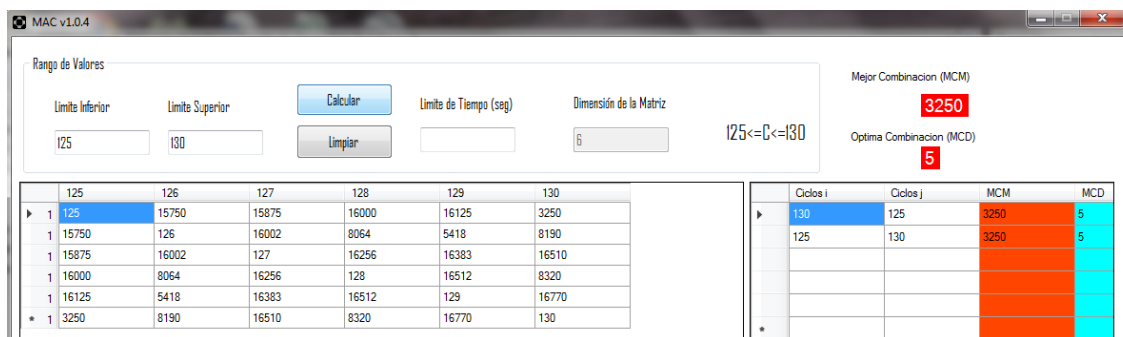 MAC v1.0.4
Rango de Valores
Limite Inferior
Limite Superior
Calcular
Limite de Tiempo (seg)
Dimensión de la Matriz
125
130
Limpiar
6
125<=C<=130
Mejor Combinacion (MCM)
3250
Optima Combinacion (MCD)
5
125 126 127 128 129 130
1 125 15750 15875 16000 16125 3250
1 15750 126 16002 8064 5418 8190
1 15875 16002 127 16256 16383 16510
1 16000 8064 16256 128 16512 8320
1 16125 5418 16383 16512 129 16770
* 1 3250 8190 16510 8320 16770 130
Ciclos i Ciclos j MCM MCD
130 125 3250 5
125 130 3250 5
*